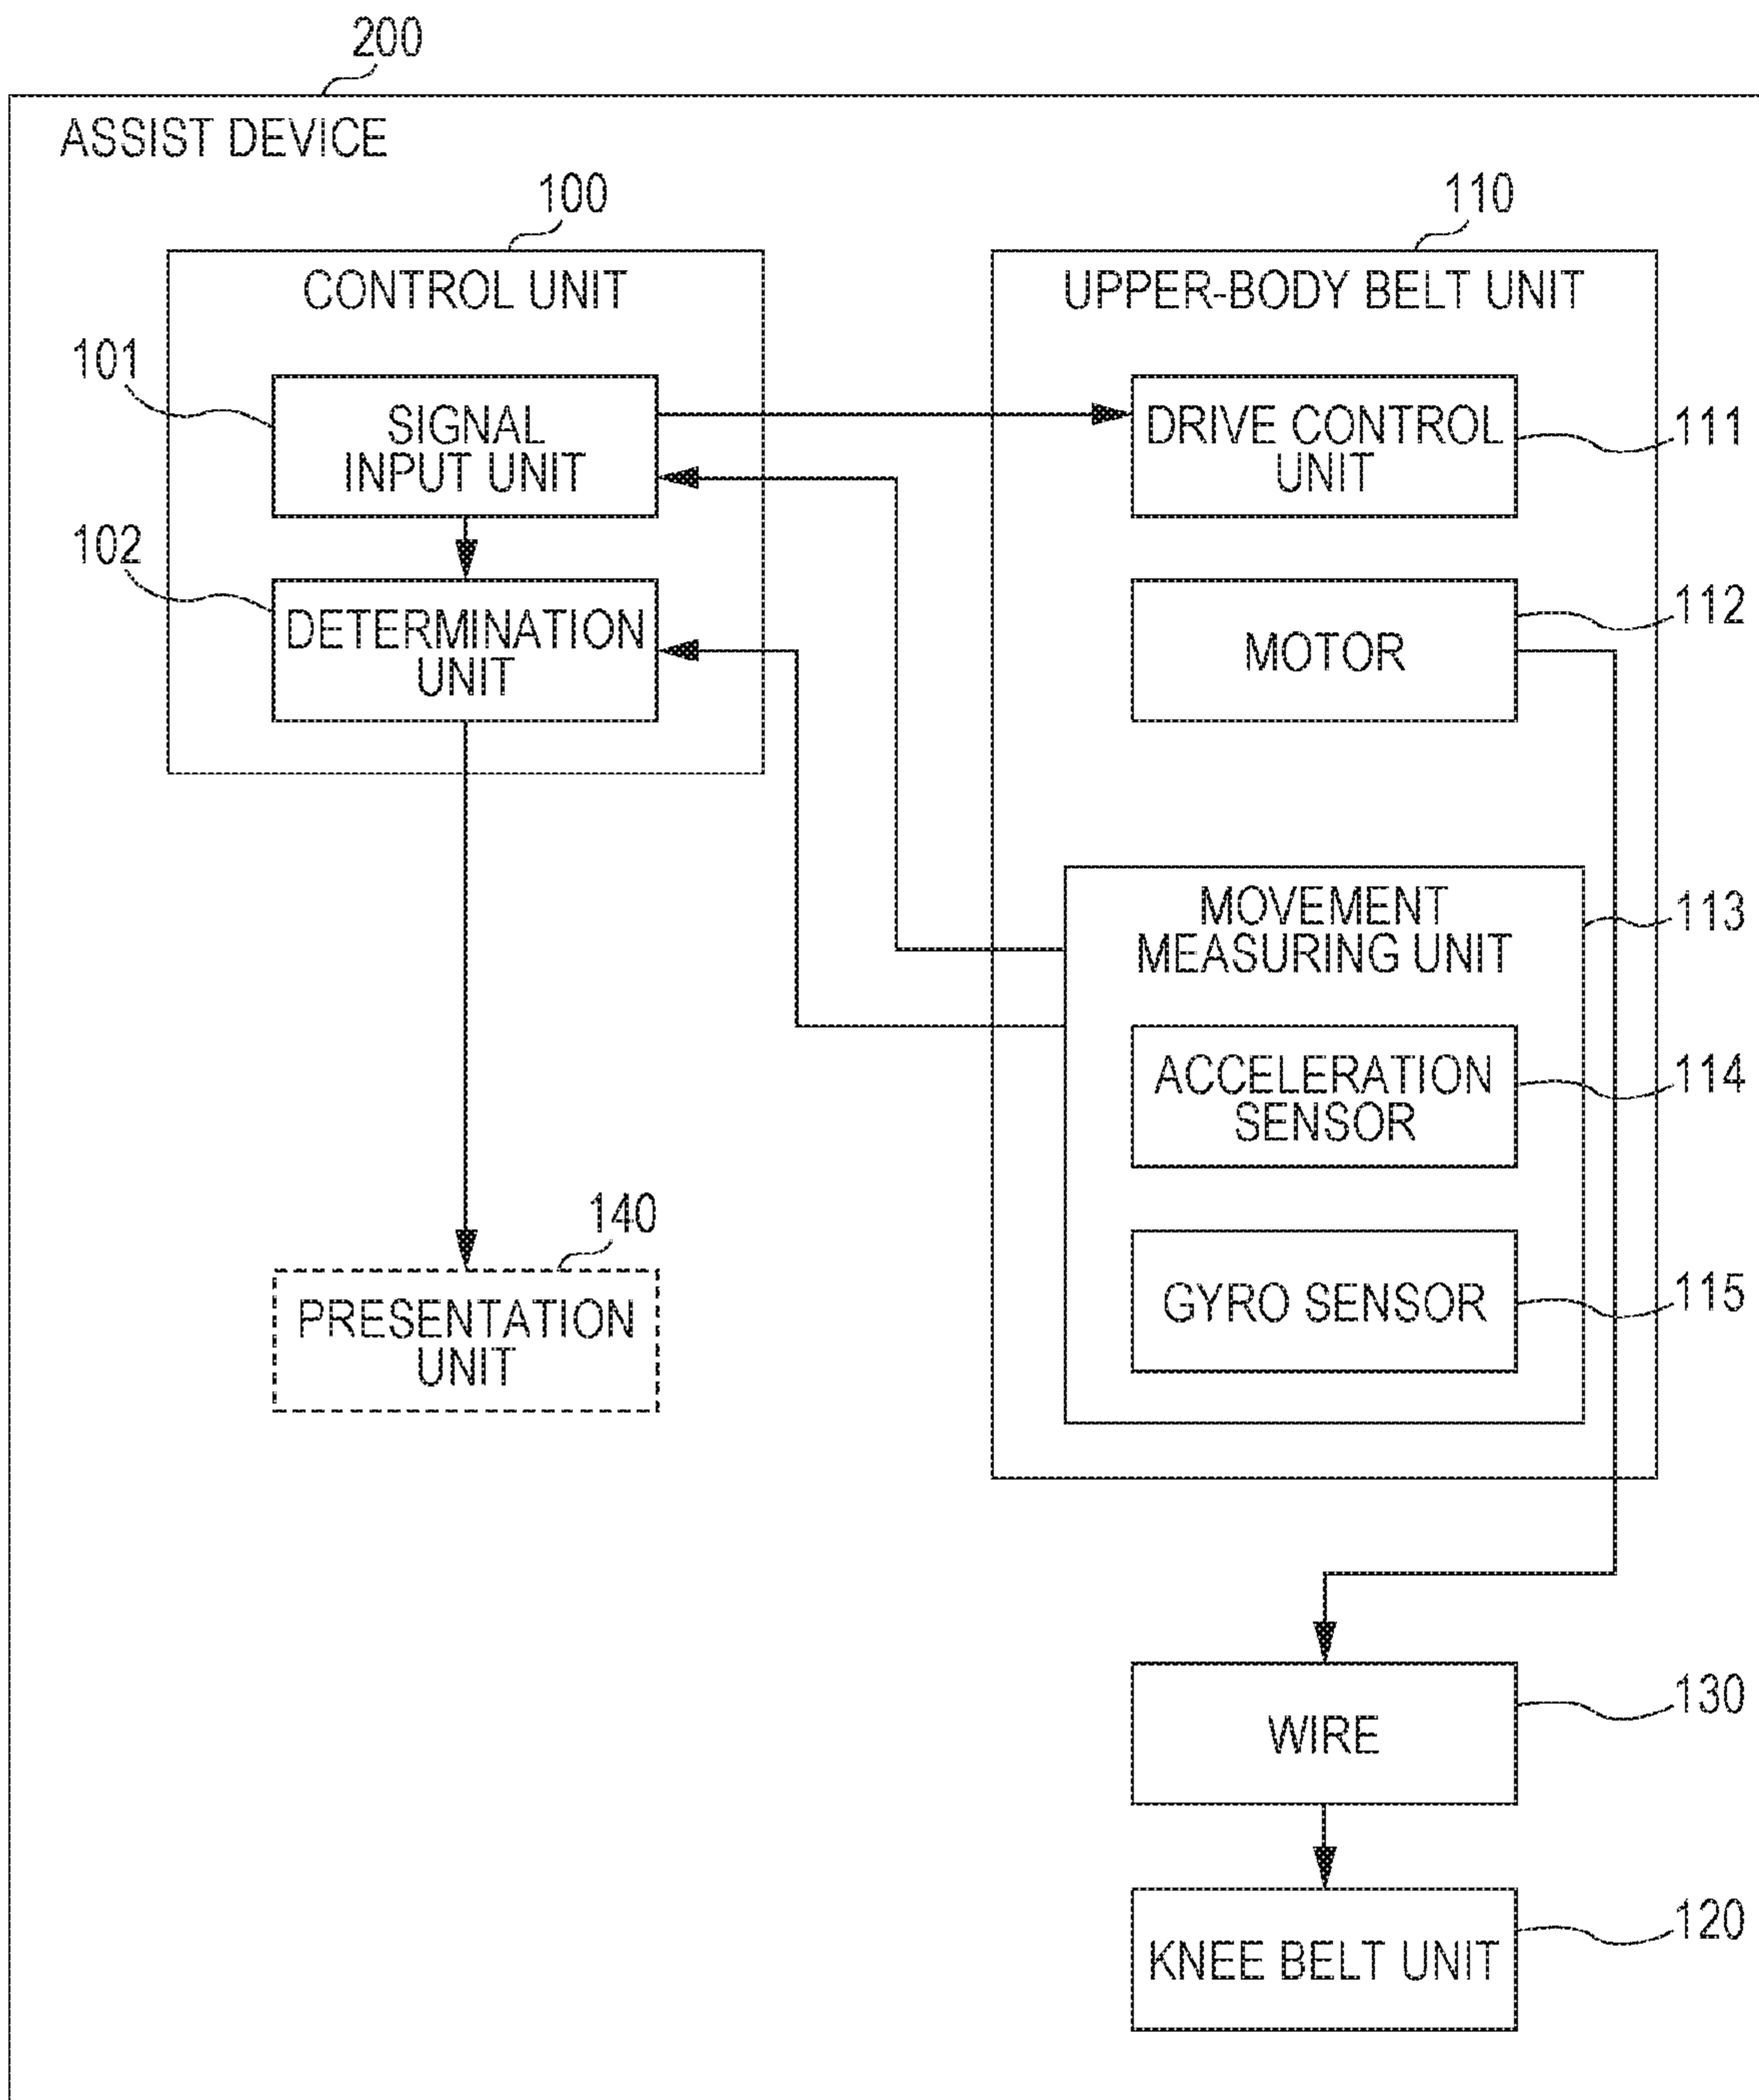 200
ASSIST DEVICE
100
CONTROL UNIT
101
SIGNAL
INPUT UNIT
102
DETERMINATION
UNIT
140
PRESENTATION
UNIT
110
UPPER-BODY BELT UNIT
DRIVE CONTROL
UNIT
111
MOTOR
112
MOVEMENT
MEASURING UNIT
113
ACCELERATION
SENSOR
114
GYRO SENSOR
115
WIRE
130
KNEE BELT UNIT
120